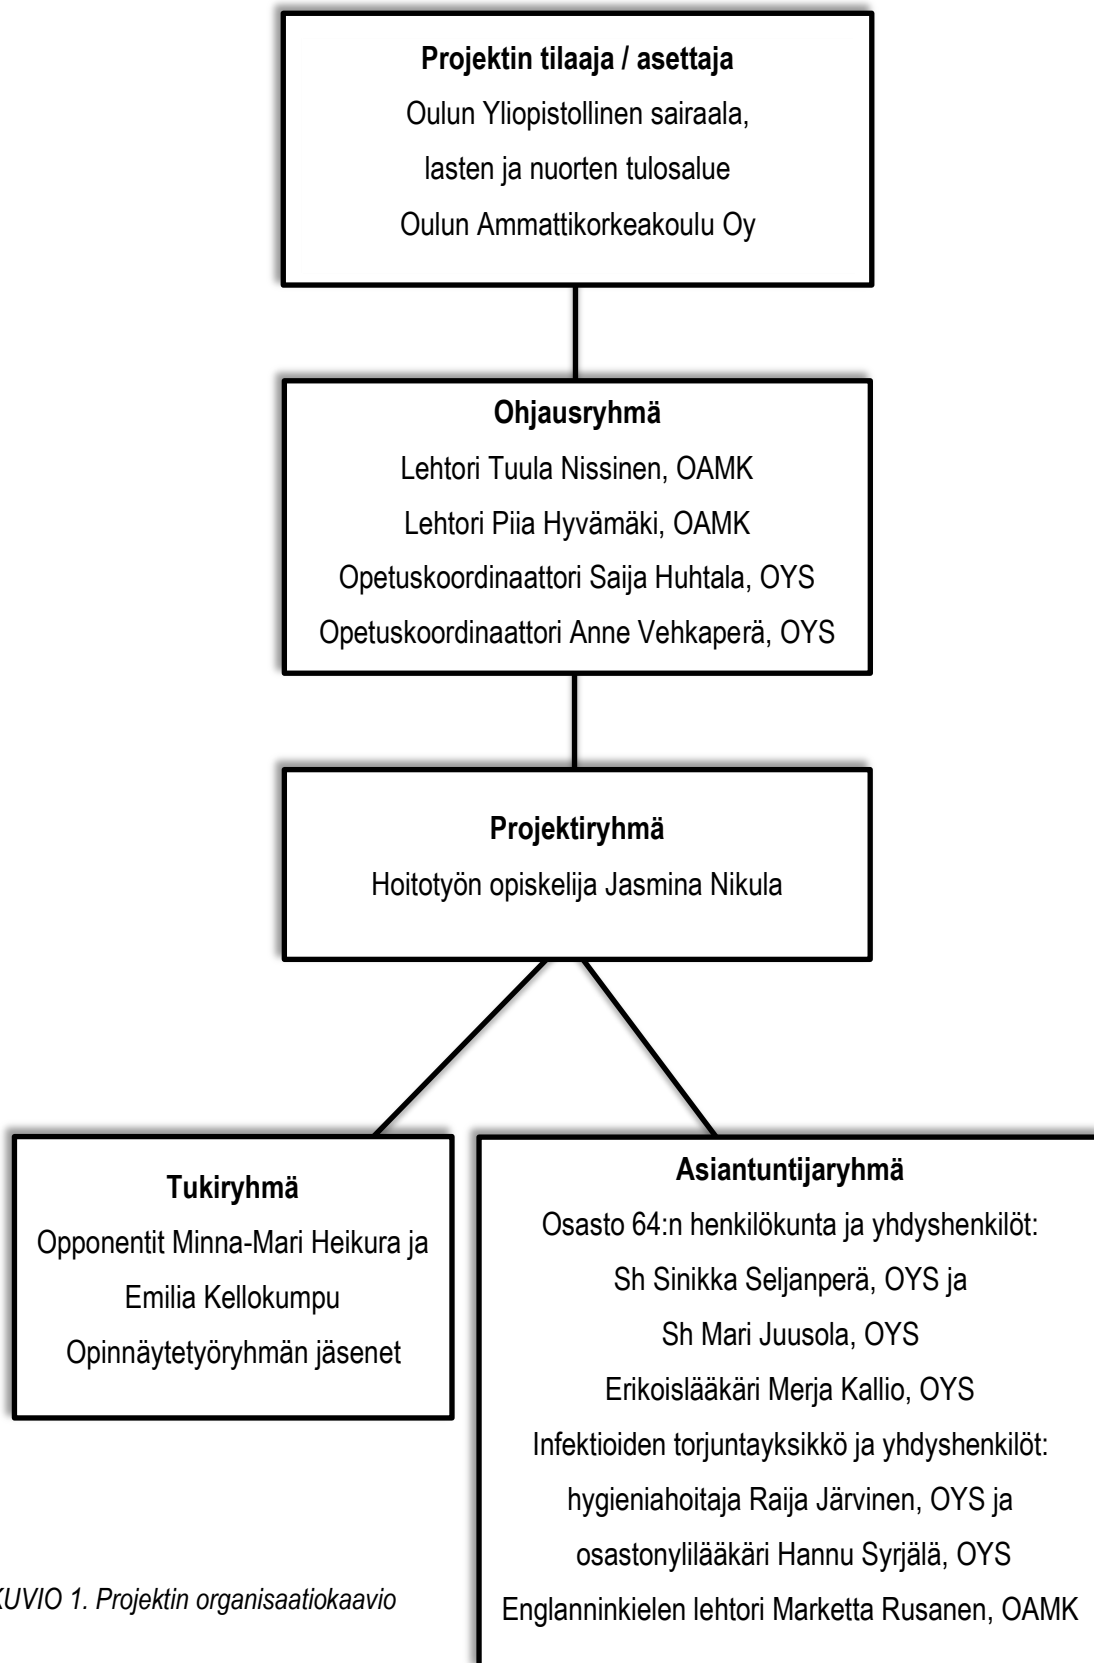 Projektin tilaaja / asettaja
Oulun Yliopistollinen sairaala,
lasten ja nuorten tulosalue
Oulun Ammattikorkeakoulu Oy
Ohjausryhmä
Lehtori Tuula Nissinen, OAMK
Lehtori Piia Hyvämäki, OAMK
Opetuskoordinaattori Saija Huhtala, OYS
Opetuskoordinaattori Anne Vehkaperä, OYS
Projektiryhmä
Hoitotyön opiskelija Jasmina Nikula
Tukiryhmä
Opponentit Minna-Mari Heikura ja
Emilia Kellokumpu
Opinnäytetyöryhmän jäsenet
Asiantuntijaryhmä
Osasto 64:n henkilökunta ja yhdyshenkilöt:
Sh Sinikka Seljanperä, OYS ja
Sh Mari Juusola, OYS
Erikoislääkäri Merja Kallio, OYS
Infektioiden torjuntayksikkö ja yhdyshenkilöt:
hygieniahoitaja Raija Järvinen, OYS ja
osastonylilääkäri Hannu Syrjälä, OYS
Englanninkielen lehtori Marketta Rusanen, OAMK
KUVIO 1. Projektin organisaatiokaavio